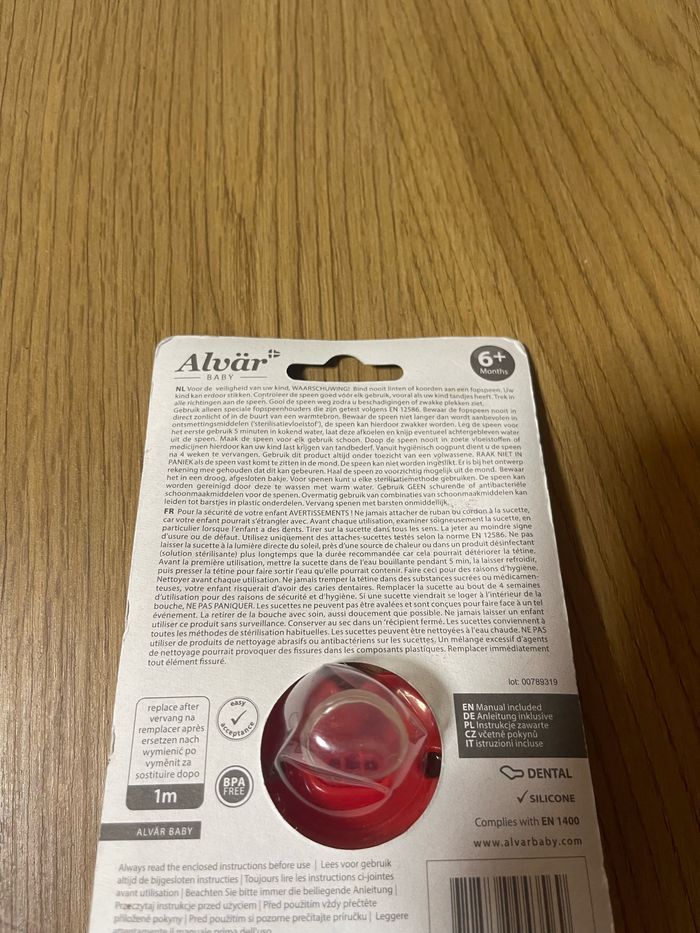 Alvär
BABY
6+
Months
NL Voor de veiligheid van uw kind, WAARSCHUWING! Bind nooit linten of koorden aan een fopspeen. Uw
kind kan erdoor stikken. Controleer de speen goed vóór elk gebruik, vooral als uw kind tandjes heeft. Trek in
alle richtingen aan de speen. Gooi de speen weg zodra u beschadigingen of zwakke plekken ziet.
Gebruik alleen speciale fopspeenhouders die zijn getest volgens EN 12586. Bewaar de fopspeen nooit in
direct zonlicht of in de buurt van een warmtebron. Bewaar de speen niet langer dan wordt aanbevolen in
ontsmettingsmiddelen ('sterilisatievloeistof'), de speen kan hierdoor zwakker worden. Leg de speen voor
het eerste gebruik 5 minuten in kokend water, laat deze afkoelen en knijp eventueel achtergebleven water
uit de speen. Maak de speen voor elk gebruik schoon. Doop de speen nooit in zoete vloeistoffen of
medicijnen hierdoor kan uw kind last krijgen van tandbederf. Vanuit hygiënisch oogpunt dient u de speen
na 4 weken te vervangen. Gebruik dit product altijd onder toezicht van een volwassene. RAAK NIET IN
PANIEK als de speen vast komt te zitten in de mond. De speen kan niet worden ingeslikt. Er is bij het ontwerp
rekening mee gehouden dat dit kan gebeuren. Haal de speen zo voorzichtig mogelijk uit de mond. Bewaar
het in een droog, afgesloten bakje. Voor spenen kunt u elke sterilisatiemethode gebruiken. De speen kan
worden gereinigd door deze te wassen met warm water. Gebruik GEEN schurende of antibacteriële
schoonmaakmiddelen voor de spenen. Overmatig gebruik van combinaties van schoonmaakmiddelen kan
leiden tot barstjes in plastic onderdelen. Vervang spenen met barsten onmiddellijk.
FR Pour la sécurité de votre enfant AVERTISSEMENTS ! Ne jamais attacher de ruban ou cordon à la sucette,
car votre enfant pourrait s'étrangler avec. Avant chaque utilisation, examiner soigneusement la sucette, en
particulier lorsque l'enfant a des dents. Tirer sur la sucette dans tous les sens. La jeter au moindre signe
d'usure ou de défaut. Utilisez uniquement des attaches-sucettes testés selon la norme EN 12586. Ne pas
laisser la sucette à la lumière directe du soleil, près d'une source de chaleur ou dans un produit désinfectant
(solution stérilisante) plus longtemps que la durée recommandée car cela pourrait détériorer la tétine.
Avant la première utilisation, mettre la sucette dans de l'eau bouillante pendant 5 min, la laisser refroidir,
puis presser la tétine pour faire sortir l'eau qu'elle pourrait contenir. Faire ceci pour des raisons d'hygiène.
Nettoyer avant chaque utilisation. Ne jamais tremper la tétine dans des substances sucrées ou médicamen-
teuses, votre enfant risquerait d'avoir des caries dentaires. Remplacer la sucette au bout de 4 semaines
d'utilisation pour des raisons de sécurité et d'hygiène. Si une sucette viendrait se loger à l'intérieur de la
bouche, NE PAS PANIQUER. Les sucettes ne peuvent pas être avalées et sont conçues pour faire face à un tel
événement. La retirer de la bouche avec soin, aussi doucement que possible. Ne jamais laisser un enfant
utiliser ce produit sans surveillance. Conserver au sec dans un 'récipient fermé. Les sucettes conviennent à
toutes les méthodes de stérilisation habituelles. Les sucettes peuvent être nettoyées à l'eau chaude. NE PAS
utiliser de produits de nettoyage abrasifs ou antibactériens sur les sucettes. Un mélange excessif d'agents
de nettoyage pourrait provoquer des fissures dans les composants plastiques. Remplacer immédiatement
tout élément fissuré.
lot: 00789319
replace after
vervang na
remplacer après
ersetzen nach
wymienić po
vyměnit za
sostituire dopo
1m
easy
acceptance
BPA
FREE
EN Manual included
DE Anleitung inklusive
PL Instrukcje zawarte
CZ včetně pokynů
IT istruzioni incluse
DENTAL
SILICONE
Complies with EN 1400
www.alvarbaby.com
ALVÄR BABY
Always read the enclosed instructions before use | Lees voor gebruik
altijd de bijgesloten instructies | Toujours lire les instructions ci-jointes
avant utilisation | Beachten Sie bitte immer die beiliegende Anleitung |
Przeczytaj instrukcje przed użyciem | Před použitím vždy přečtěte
přiložené pokyny | Pred použitím si pozorne prečítajte príručku | Leggere
attentamente il manuale prima dell'uso